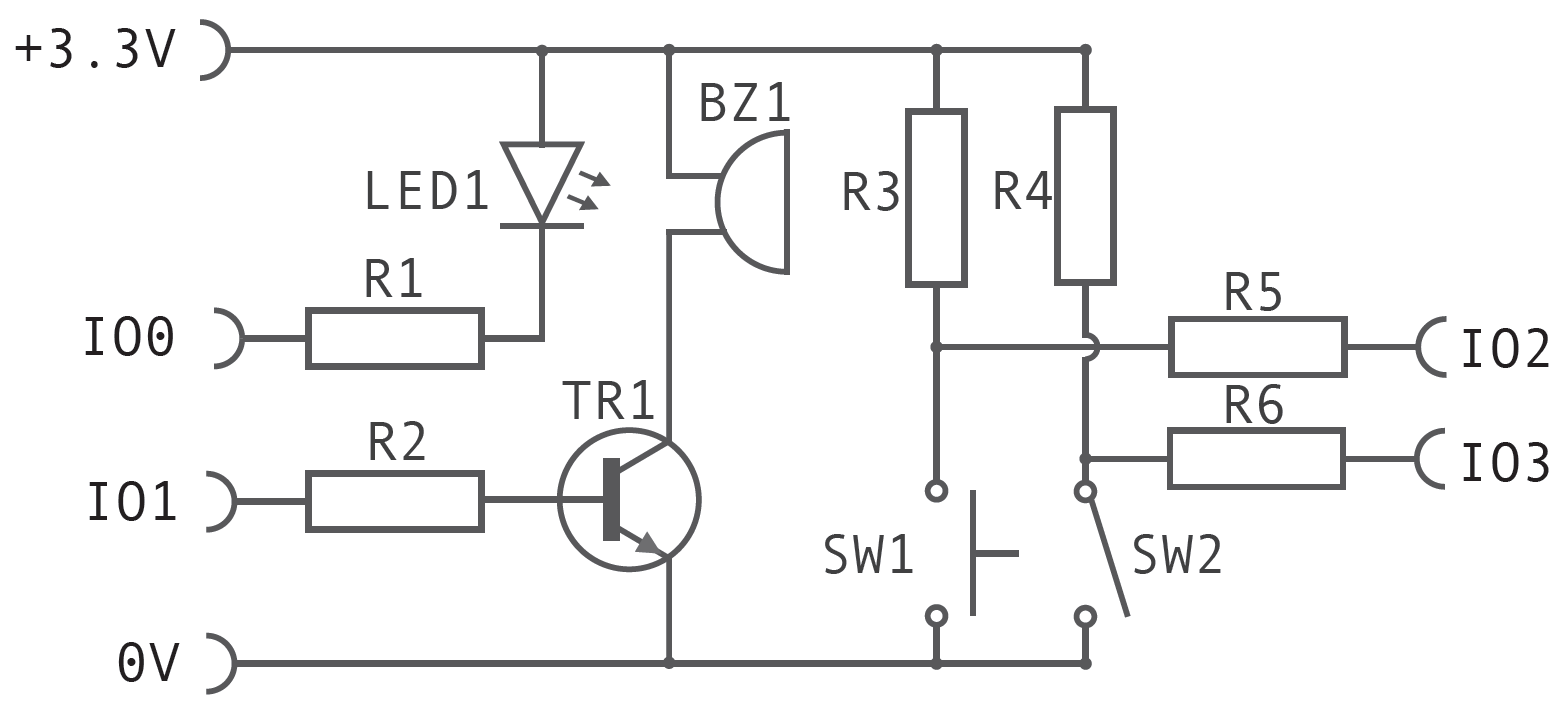 +3.3V
BZ1
LED1
R3
R4
R1
R5
IO0
IO2
TR1
R6
R2
IO3
IO1
SW1
SW2
0V